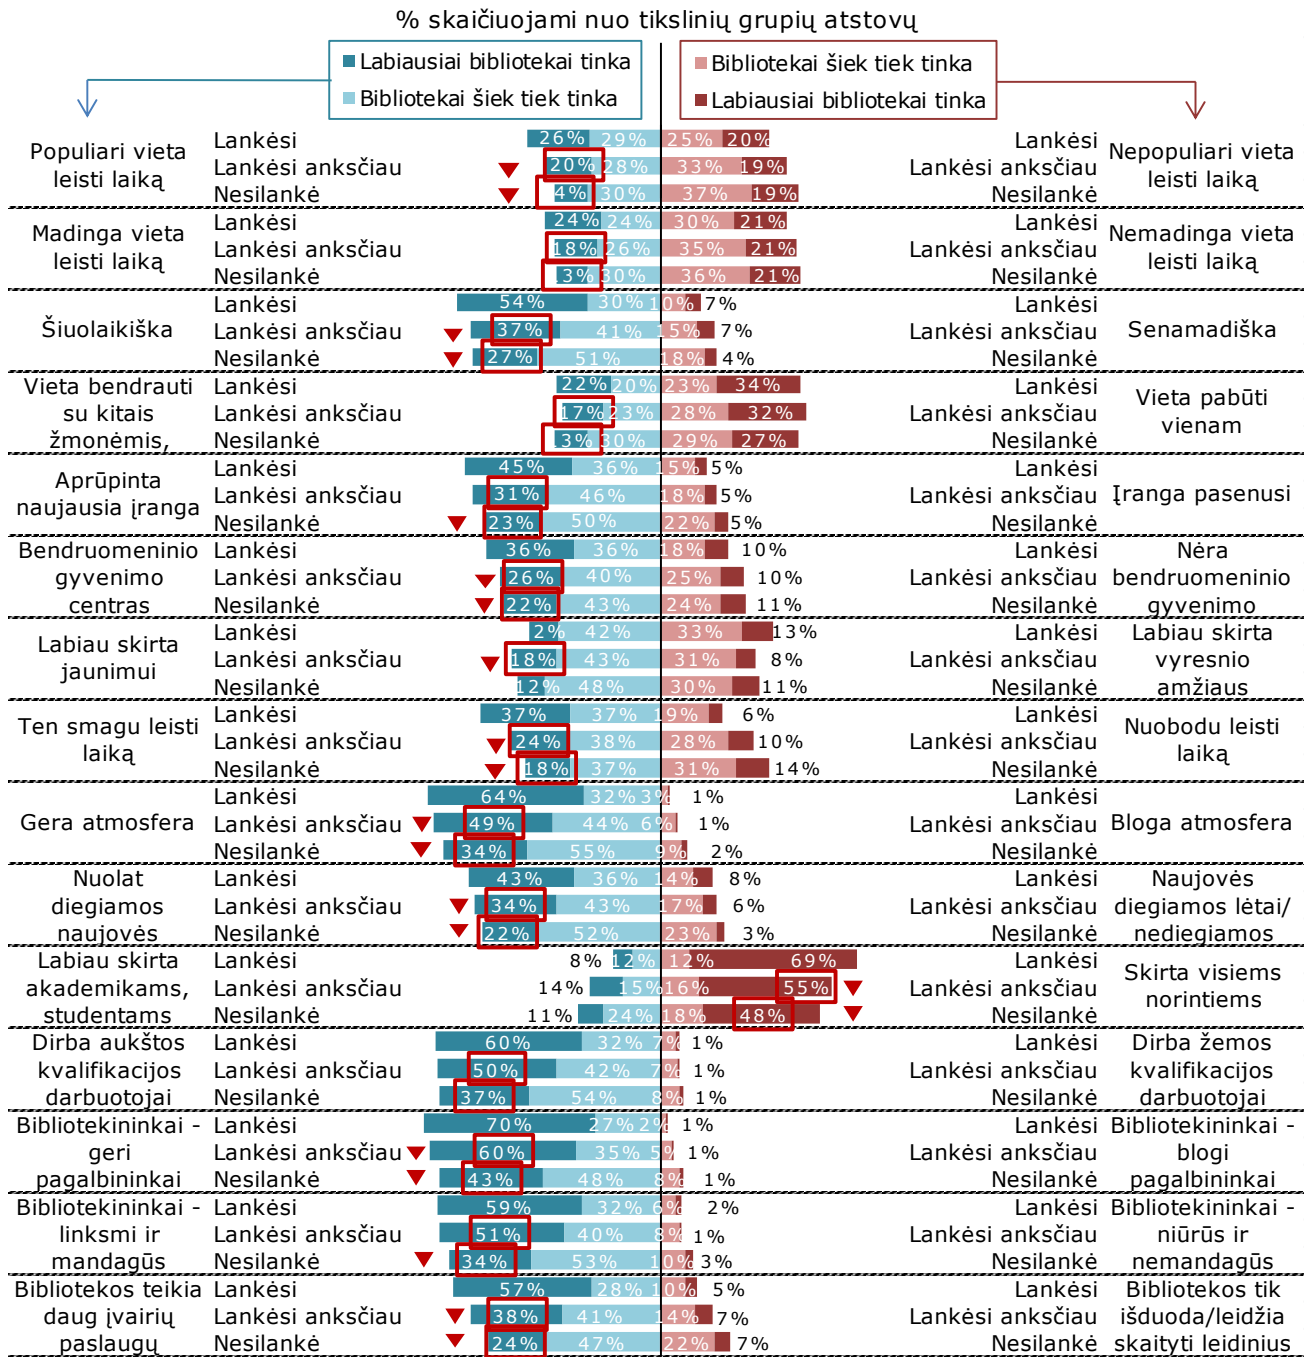 % skaičiuojami nuo tikslinių grupių atstovų
Labiausiai bibliotekai tinka
Bibliotekai šiek tiek tinka
Bibliotekai šiek tiek tinka
Labiausiai bibliotekai tinka
Populiari vieta leisti laiką
Lankėsi 26% 29% 25% 20% Lankėsi
Lankėsi anksčiau 20% 28% 33% 19% Lankėsi anksčiau
Nesilankė 4% 30% 37% 19% Nesilankė
Nepopuliari vieta leisti laiką
Madinga vieta leisti laiką
Lankėsi 24% 24% 30% 21% Lankėsi
Lankėsi anksčiau 18% 26% 35% 21% Lankėsi anksčiau
Nesilankė 3% 30% 36% 21% Nesilankė
Nemadinga vieta leisti laiką
Šiuolaikiška
Lankėsi 54% 30% 10% 7% Lankėsi
Lankėsi anksčiau 37% 41% 15% 7% Lankėsi anksčiau
Nesilankė 27% 51% 18% 4% Nesilankė
Senamadiška
Vieta bendrauti su kitais žmonėmis,
Lankėsi 22% 20% 23% 34% Lankėsi
Lankėsi anksčiau 17% 23% 28% 32% Lankėsi anksčiau
Nesilankė 13% 30% 29% 27% Nesilankė
Vieta pabūti vienam
Aprūpinta naujausia įranga
Lankėsi 45% 36% 15% 5% Lankėsi
Lankėsi anksčiau 31% 46% 18% 5% Lankėsi anksčiau
Nesilankė 23% 50% 22% 5% Nesilankė
Įranga pasenusi
Bendruomeninio gyvenimo centras
Lankėsi 36% 36% 18% 10% Lankėsi
Lankėsi anksčiau 26% 40% 25% 10% Lankėsi anksčiau
Nesilankė 22% 43% 24% 11% Nesilankė
Nėra bendruomeninio gyvenimo
Labiau skirta jaunimui
Lankėsi 2% 42% 33% 13% Lankėsi
Lankėsi anksčiau 18% 43% 31% 8% Lankėsi anksčiau
Nesilankė 12% 48% 30% 11% Nesilankė
Labiau skirta vyresnio amžiaus
Ten smagu leisti laiką
Lankėsi 37% 37% 19% 6% Lankėsi
Lankėsi anksčiau 24% 38% 28% 10% Lankėsi anksčiau
Nesilankė 18% 37% 31% 14% Nesilankė
Nuobodu leisti laiką
Gera atmosfera
Lankėsi 64% 32% 3% 1% Lankėsi
Lankėsi anksčiau 49% 44% 6% 1% Lankėsi anksčiau
Nesilankė 34% 55% 9% 2% Nesilankė
Bloga atmosfera
Nuolat diegiamos naujovės
Lankėsi 43% 36% 14% 8% Lankėsi
Lankėsi anksčiau 34% 43% 17% 6% Lankėsi anksčiau
Nesilankė 22% 52% 23% 3% Nesilankė
Naujovės diegiamos lėtai/ nediegiamos
Labiau skirta akademikams, studentams
Lankėsi 8% 12% 12% 69% Lankėsi
Lankėsi anksčiau 14% 15% 16% 55% Lankėsi anksčiau
Nesilankė 11% 24% 18% 48% Nesilankė
Skirta visiems norintiems
Dirba aukštos kvalifikacijos darbuotojai
Lankėsi 60% 32% 7% 1% Lankėsi
Lankėsi anksčiau 50% 42% 7% 1% Lankėsi anksčiau
Nesilankė 37% 54% 8% 1% Nesilankė
Dirba žemos kvalifikacijos darbuotojai
Bibliotekininkai - geri pagalbininkai
Lankėsi 70% 27% 2% 1% Lankėsi
Lankėsi anksčiau 60% 35% 5% 1% Lankėsi anksčiau
Nesilankė 43% 48% 8% 1% Nesilankė
Bibliotekininkai - blogi pagalbininkai
Bibliotekininkai - linksmi ir mandagūs
Lankėsi 59% 32% 6% 2% Lankėsi
Lankėsi anksčiau 51% 40% 8% 1% Lankėsi anksčiau
Nesilankė 34% 53% 10% 3% Nesilankė
Bibliotekininkai - niūrūs ir nemandagūs
Bibliotekos teikia daug įvairių paslaugų
Lankėsi 57% 28% 10% 5% Lankėsi
Lankėsi anksčiau 38% 41% 14% 7% Lankėsi anksčiau
Nesilankė 24% 47% 22% 7% Nesilankė
Bibliotekos tik išduoda/leidžia skaityti leidinius